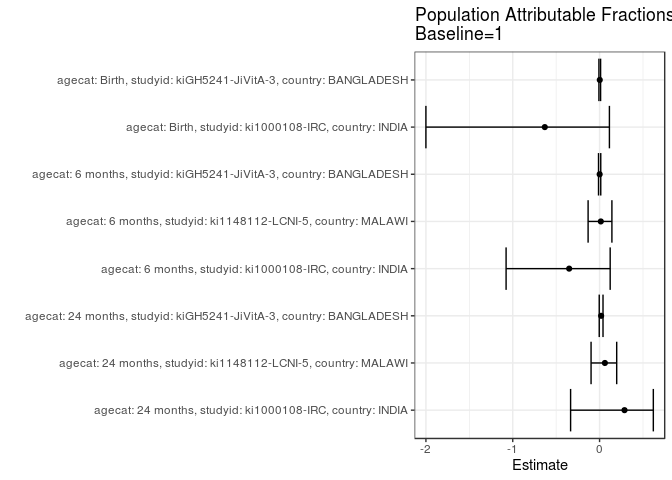 Population Attributable Fractions
Baseline=1
agecat: Birth, studyid: kiGH5241-JiVitA-3, country: BANGLADESH
agecat: Birth, studyid: ki1000108-IRC, country: INDIA
agecat: 6 months, studyid: kiGH5241-JiVitA-3, country: BANGLADESH
agecat: 6 months, studyid: ki1148112-LCNI-5, country: MALAWI
agecat: 6 months, studyid: ki1000108-IRC, country: INDIA
agecat: 24 months, studyid: kiGH5241-JiVitA-3, country: BANGLADESH
agecat: 24 months, studyid: ki1148112-LCNI-5, country: MALAWI
agecat: 24 months, studyid: ki1000108-IRC, country: INDIA
-2 -1 0
Estimate